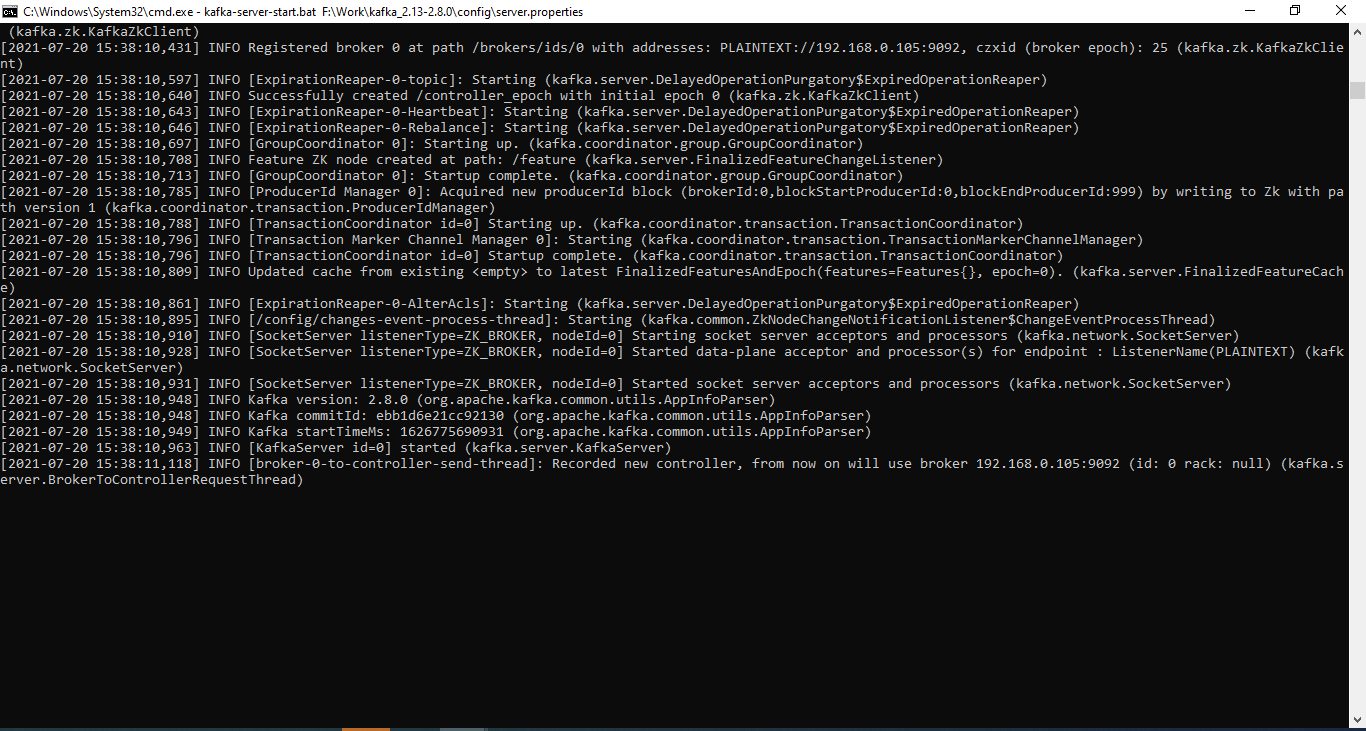 C:\Windows\System32\cmd.exe - kafka-server-start.bat  F:\Work\kafka_2.13-2.8.0\config\server.properties
 (kafka.zk.KafkaZkClient)
[2021-07-20 15:38:10,431] INFO Registered broker 0 at path /brokers/ids/0 with addresses: PLAINTEXT://192.168.0.105:9092, czxid (broker epoch): 25 (kafka.zk.KafkaZkClie
nt)
[2021-07-20 15:38:10,597] INFO [ExpirationReaper-0-topic]: Starting (kafka.server.DelayedOperationPurgatory$ExpiredOperationReaper)
[2021-07-20 15:38:10,640] INFO Successfully created /controller_epoch with initial epoch 0 (kafka.zk.KafkaZkClient)
[2021-07-20 15:38:10,643] INFO [ExpirationReaper-0-Heartbeat]: Starting (kafka.server.DelayedOperationPurgatory$ExpiredOperationReaper)
[2021-07-20 15:38:10,646] INFO [ExpirationReaper-0-Rebalance]: Starting (kafka.server.DelayedOperationPurgatory$ExpiredOperationReaper)
[2021-07-20 15:38:10,697] INFO [GroupCoordinator 0]: Starting up. (kafka.coordinator.group.GroupCoordinator)
[2021-07-20 15:38:10,708] INFO Feature ZK node created at path: /feature (kafka.server.FinalizedFeatureChangeListener)
[2021-07-20 15:38:10,713] INFO [GroupCoordinator 0]: Startup complete. (kafka.coordinator.group.GroupCoordinator)
[2021-07-20 15:38:10,785] INFO [ProducerId Manager 0]: Acquired new producerId block (brokerId:0,blockStartProducerId:0,blockEndProducerId:999) by writing to Zk with pa
th version 1 (kafka.coordinator.transaction.ProducerIdManager)
[2021-07-20 15:38:10,788] INFO [TransactionCoordinator id=0] Starting up. (kafka.coordinator.transaction.TransactionCoordinator)
[2021-07-20 15:38:10,796] INFO [Transaction Marker Channel Manager 0]: Starting (kafka.coordinator.transaction.TransactionMarkerChannelManager)
[2021-07-20 15:38:10,796] INFO [TransactionCoordinator id=0] Startup complete. (kafka.coordinator.transaction.TransactionCoordinator)
[2021-07-20 15:38:10,809] INFO Updated cache from existing <empty> to latest FinalizedFeaturesAndEpoch(features=Features{}, epoch=0). (kafka.server.FinalizedFeatureCach
e)
[2021-07-20 15:38:10,861] INFO [ExpirationReaper-0-AlterAcls]: Starting (kafka.server.DelayedOperationPurgatory$ExpiredOperationReaper)
[2021-07-20 15:38:10,895] INFO [/config/changes-event-process-thread]: Starting (kafka.common.ZkNodeChangeNotificationListener$ChangeEventProcessThread)
[2021-07-20 15:38:10,910] INFO [SocketServer listenerType=ZK_BROKER, nodeId=0] Starting socket server acceptors and processors (kafka.network.SocketServer)
[2021-07-20 15:38:10,928] INFO [SocketServer listenerType=ZK_BROKER, nodeId=0] Started data-plane acceptor and processor(s) for endpoint : ListenerName(PLAINTEXT) (kafk
a.network.SocketServer)
[2021-07-20 15:38:10,931] INFO [SocketServer listenerType=ZK_BROKER, nodeId=0] Started socket server acceptors and processors (kafka.network.SocketServer)
[2021-07-20 15:38:10,948] INFO Kafka version: 2.8.0 (org.apache.kafka.common.utils.AppInfoParser)
[2021-07-20 15:38:10,948] INFO Kafka commitId: ebb1d6e21cc92130 (org.apache.kafka.common.utils.AppInfoParser)
[2021-07-20 15:38:10,949] INFO Kafka startTimeMs: 1626775690931 (org.apache.kafka.common.utils.AppInfoParser)
[2021-07-20 15:38:10,963] INFO [KafkaServer id=0] started (kafka.server.KafkaServer)
[2021-07-20 15:38:11,118] INFO [broker-0-to-controller-send-thread]: Recorded new controller, from now on will use broker 192.168.0.105:9092 (id: 0 rack: null) (kafka.s
erver.BrokerToControllerRequestThread)